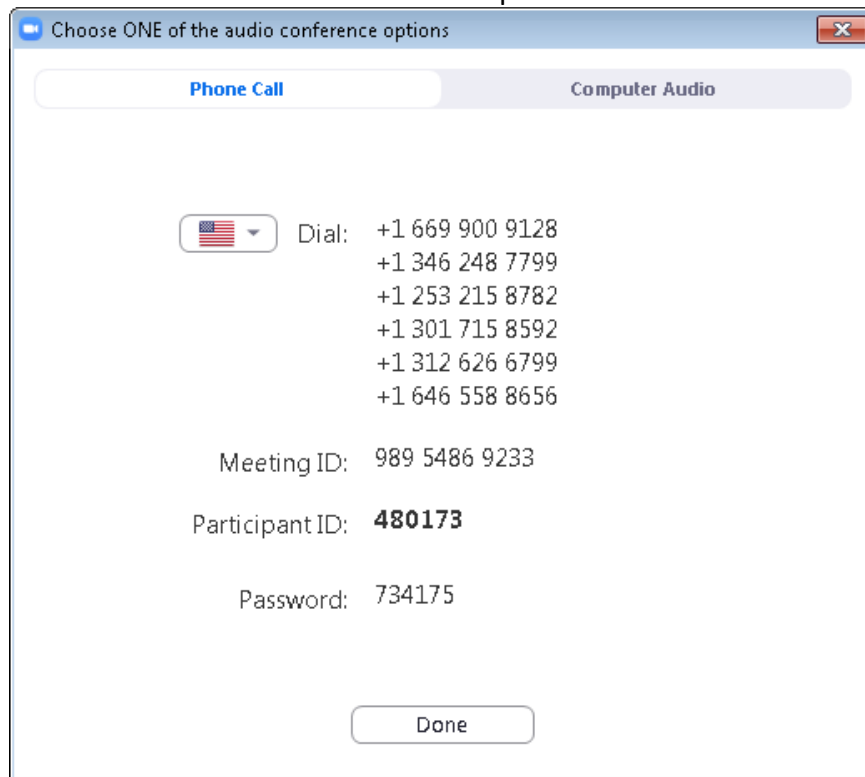 Choose ONE of the audio conference options
Phone Call Computer Audio
Dial: +1 669 900 9128
+1 346 248 7799
+1 253 215 8782
+1 301 715 8592
+1 312 626 6799
+1 646 558 8656
Meeting ID: 989 5486 9233
Participant ID: 480173
Password: 734175
Done